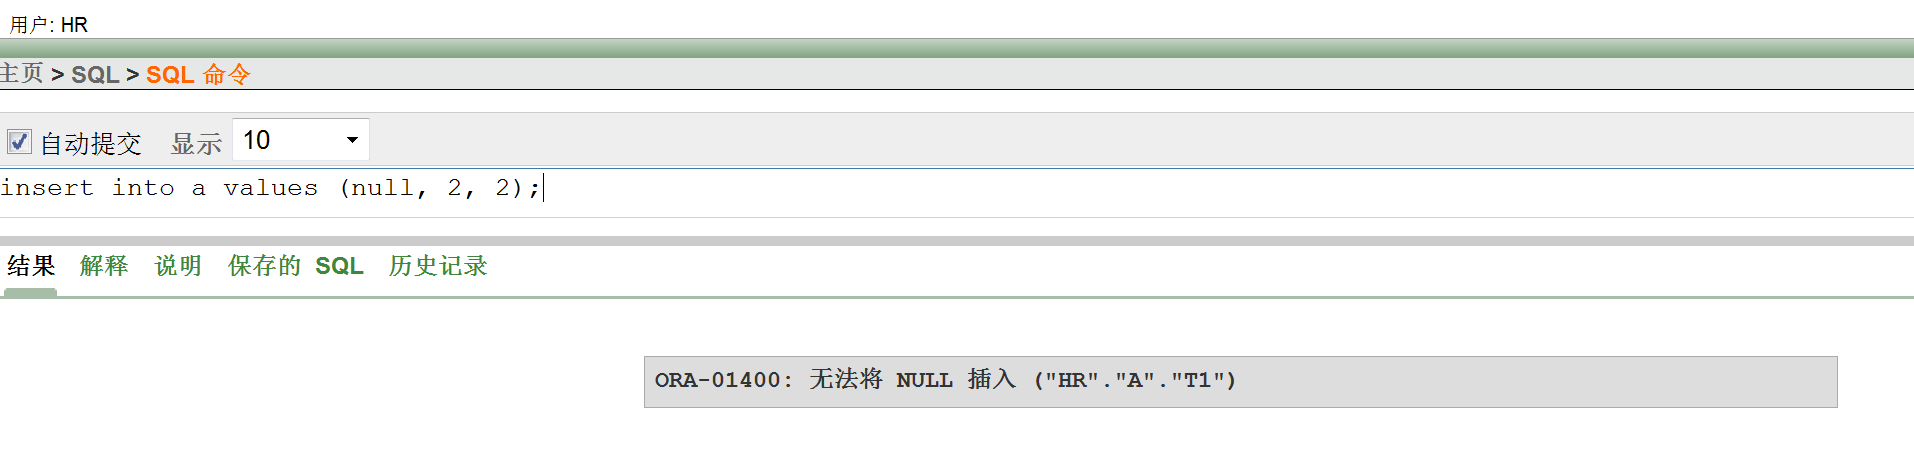 用户: HR
主页 > SQL > SQL 命令
自动提交 显示 10
insert into a values (null, 2, 2);
结果 解释 说明 保存的 SQL 历史记录
ORA-01400: 无法将 NULL 插入 ("HR"."A"."T1")